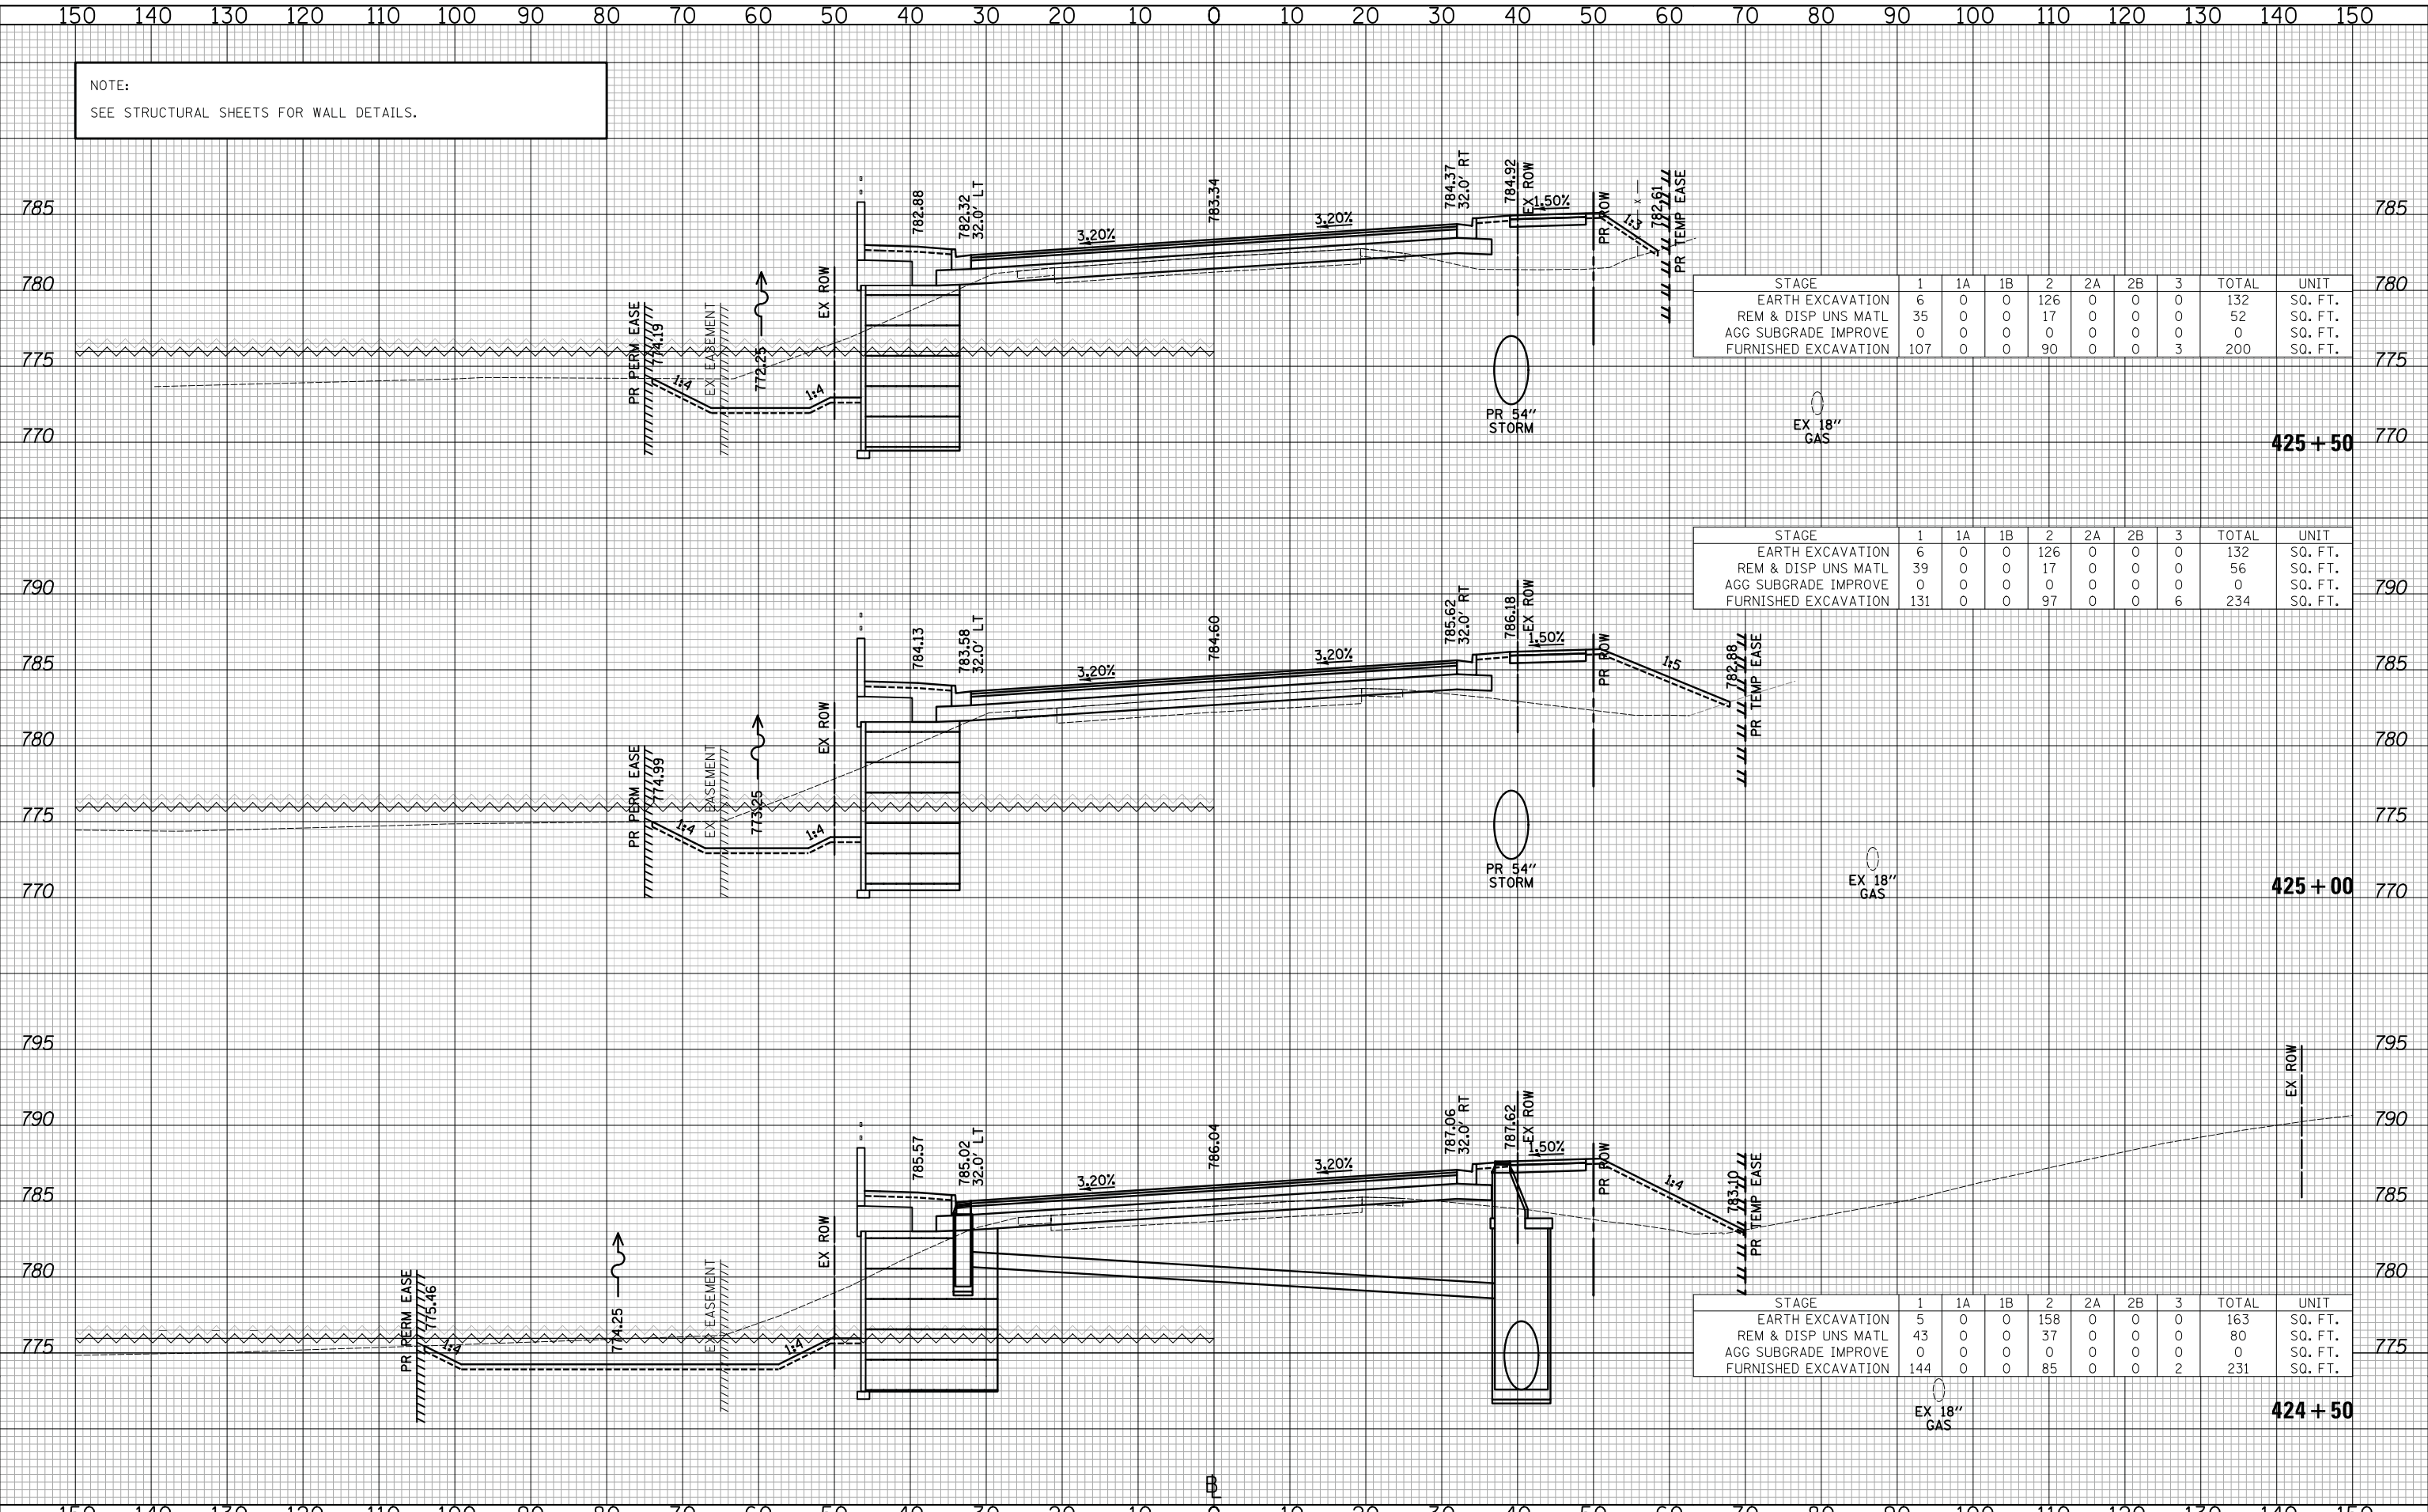 150 140 130 120 110 100 90 80 70 60 50 40 30 20 10 0 10 20 30 40 50 60 70 80 90 100 110 120 130 140 150
NOTE:
SEE STRUCTURAL SHEETS FOR WALL DETAILS.
785
780
775
770
PR PERM EASE
774.19
1:4
EX EASEMENT
772.25
1:4
EX ROW
782.88
782.32
32.0' LT
3.20%
783.34
3.20%
784.37
32.0' RT
784.92
EX ROW
1.50%
PR ROW
1:3
X
782.61
PR TEMP EASE
PR 54"
STORM
EX 18"
GAS
STAGE 1 1A 1B 2 2A 2B 3 TOTAL UNIT
EARTH EXCAVATION 6 0 0 126 0 0 0 132 SQ. FT.
REM & DISP UNS MATL 35 0 0 17 0 0 0 52 SQ. FT.
AGG SUBGRADE IMPROVE 0 0 0 0 0 0 0 0 SQ. FT.
FURNISHED EXCAVATION 107 0 0 90 0 0 3 200 SQ. FT.
785
780
775
770
425+50
790
785
780
775
770
PR PERM EASE
774.99
1:4
EX EASEMENT
773.25
1:4
EX ROW
784.13
783.58
32.0' LT
3.20%
784.60
3.20%
785.62
32.0' RT
786.18
EX ROW
1.50%
PR ROW
1:5
782.88
PR TEMP EASE
PR 54"
STORM
EX 18"
GAS
STAGE 1 1A 1B 2 2A 2B 3 TOTAL UNIT
EARTH EXCAVATION 6 0 0 126 0 0 0 132 SQ. FT.
REM & DISP UNS MATL 39 0 0 17 0 0 0 56 SQ. FT.
AGG SUBGRADE IMPROVE 0 0 0 0 0 0 0 0 SQ. FT.
FURNISHED EXCAVATION 131 0 0 97 0 0 6 234 SQ. FT.
790
785
780
775
770
425+00
795
790
785
780
775
PR PERM EASE
775.46
1:4
774.25
EX EASEMENT
1:4
EX ROW
785.57
785.02
32.0' LT
3.20%
786.04
3.20%
787.06
32.0' RT
787.62
EX ROW
1.50%
PR ROW
1:4
783.10
PR TEMP EASE
EX ROW
STAGE 1 1A 1B 2 2A 2B 3 TOTAL UNIT
EARTH EXCAVATION 5 0 0 158 0 0 0 163 SQ. FT.
REM & DISP UNS MATL 43 0 0 37 0 0 0 80 SQ. FT.
AGG SUBGRADE IMPROVE 0 0 0 0 0 0 0 0 SQ. FT.
FURNISHED EXCAVATION 144 0 0 85 0 0 2 231 SQ. FT.
EX 18"
GAS
795
790
785
780
775
424+50
BL
150 140 130 120 110 100 90 80 70 60 50 40 30 20 10 0 10 20 30 40 50 60 70 80 90 100 110 120 130 140 150